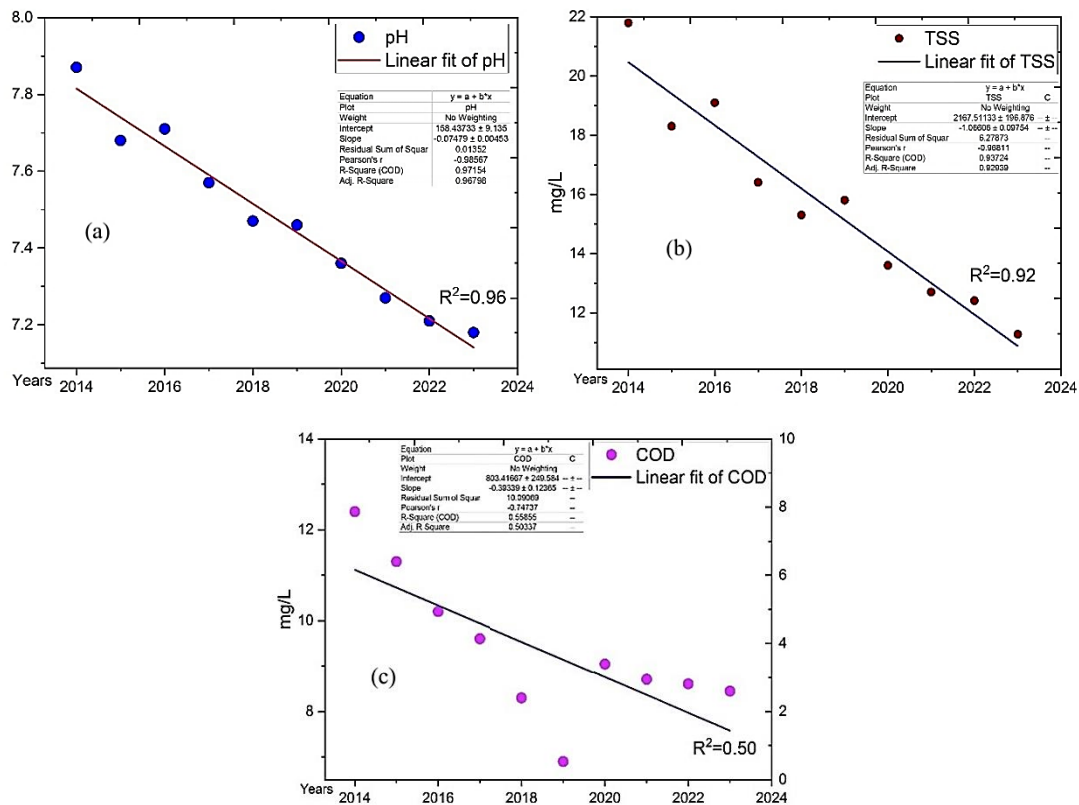 8.0
7.8
7.6
7.4
7.2
pH
Linear fit of pH
Equation y = a + b*x
Plot pH
Weight No Weighting
Intercept 158.43733 ± 9.135
Slope -0.07479 ± 0.00453
Residual Sum of Squar 0.01352
Pearson's r -0.98567
R-Square (COD) 0.97154
Adj. R-Square 0.96798
(a)
R²=0.96
Years 2014 2016 2018 2020 2022 2024
22
20
18
16
14
12
mg/L
TSS
Linear fit of TSS
Equation y = a + b*x
Plot TSS C
Weight No Weighting
Intercept 2167.51133 ± 196.876 -- ± --
Slope -1.06606 ± 0.09754 -- ± --
Residual Sum of Squar 6.27873 --
Pearson's r -0.96811 --
R-Square (COD) 0.93724 --
Adj. R-Square 0.92939 --
(b)
R²=0.92
Years 2014 2016 2018 2020 2022 2024
14
12
10
8
mg/L
Equation y = a + b*x
Plot COD C
Weight No Weighting
Intercept 803.41667 ± 249.584 -- ± --
Slope -0.39339 ± 0.12365 -- ± --
Residual Sum of Squar 10.09069 --
Pearson's r -0.74737 --
R-Square (COD) 0.55855 --
Adj. R-Square 0.50337 --
COD
Linear fit of COD
10
8
6
4
2
0
(c)
R²=0.50
Years 2014 2016 2018 2020 2022 2024